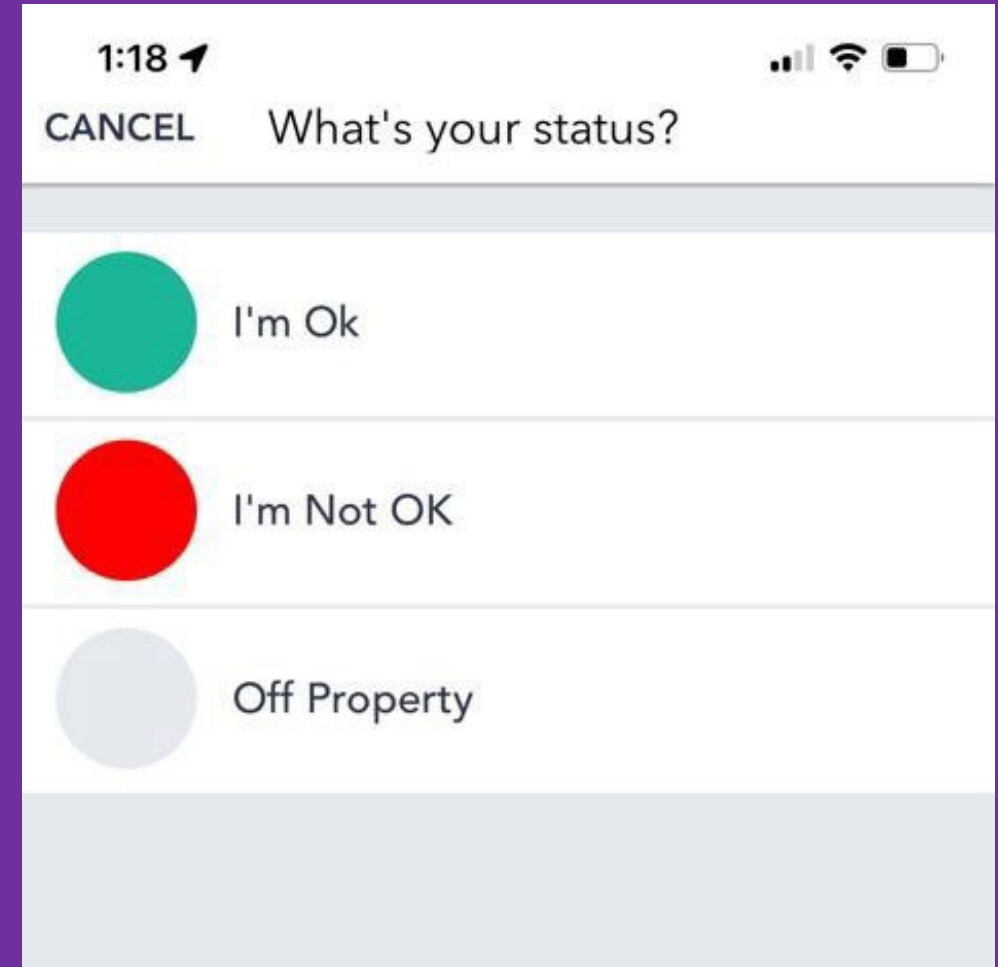 1:18
CANCEL What's your status?
I'm Ok
I'm Not OK
Off Property